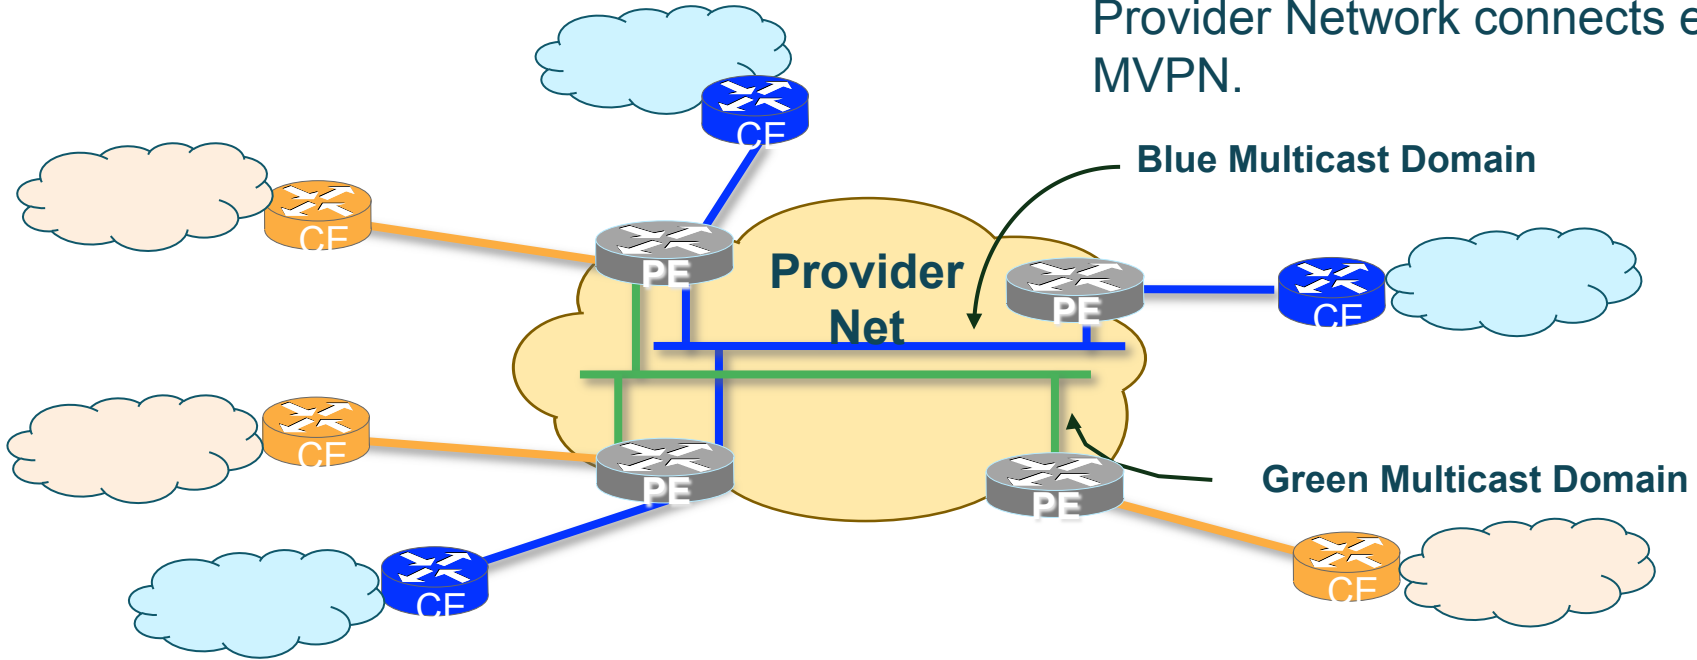 Provider Network connects e
MVPN.
CE
Blue Multicast Domain
CE
PE
Provider
Net
PE
CE
CE
PE
PE
Green Multicast Domain
CE
CE